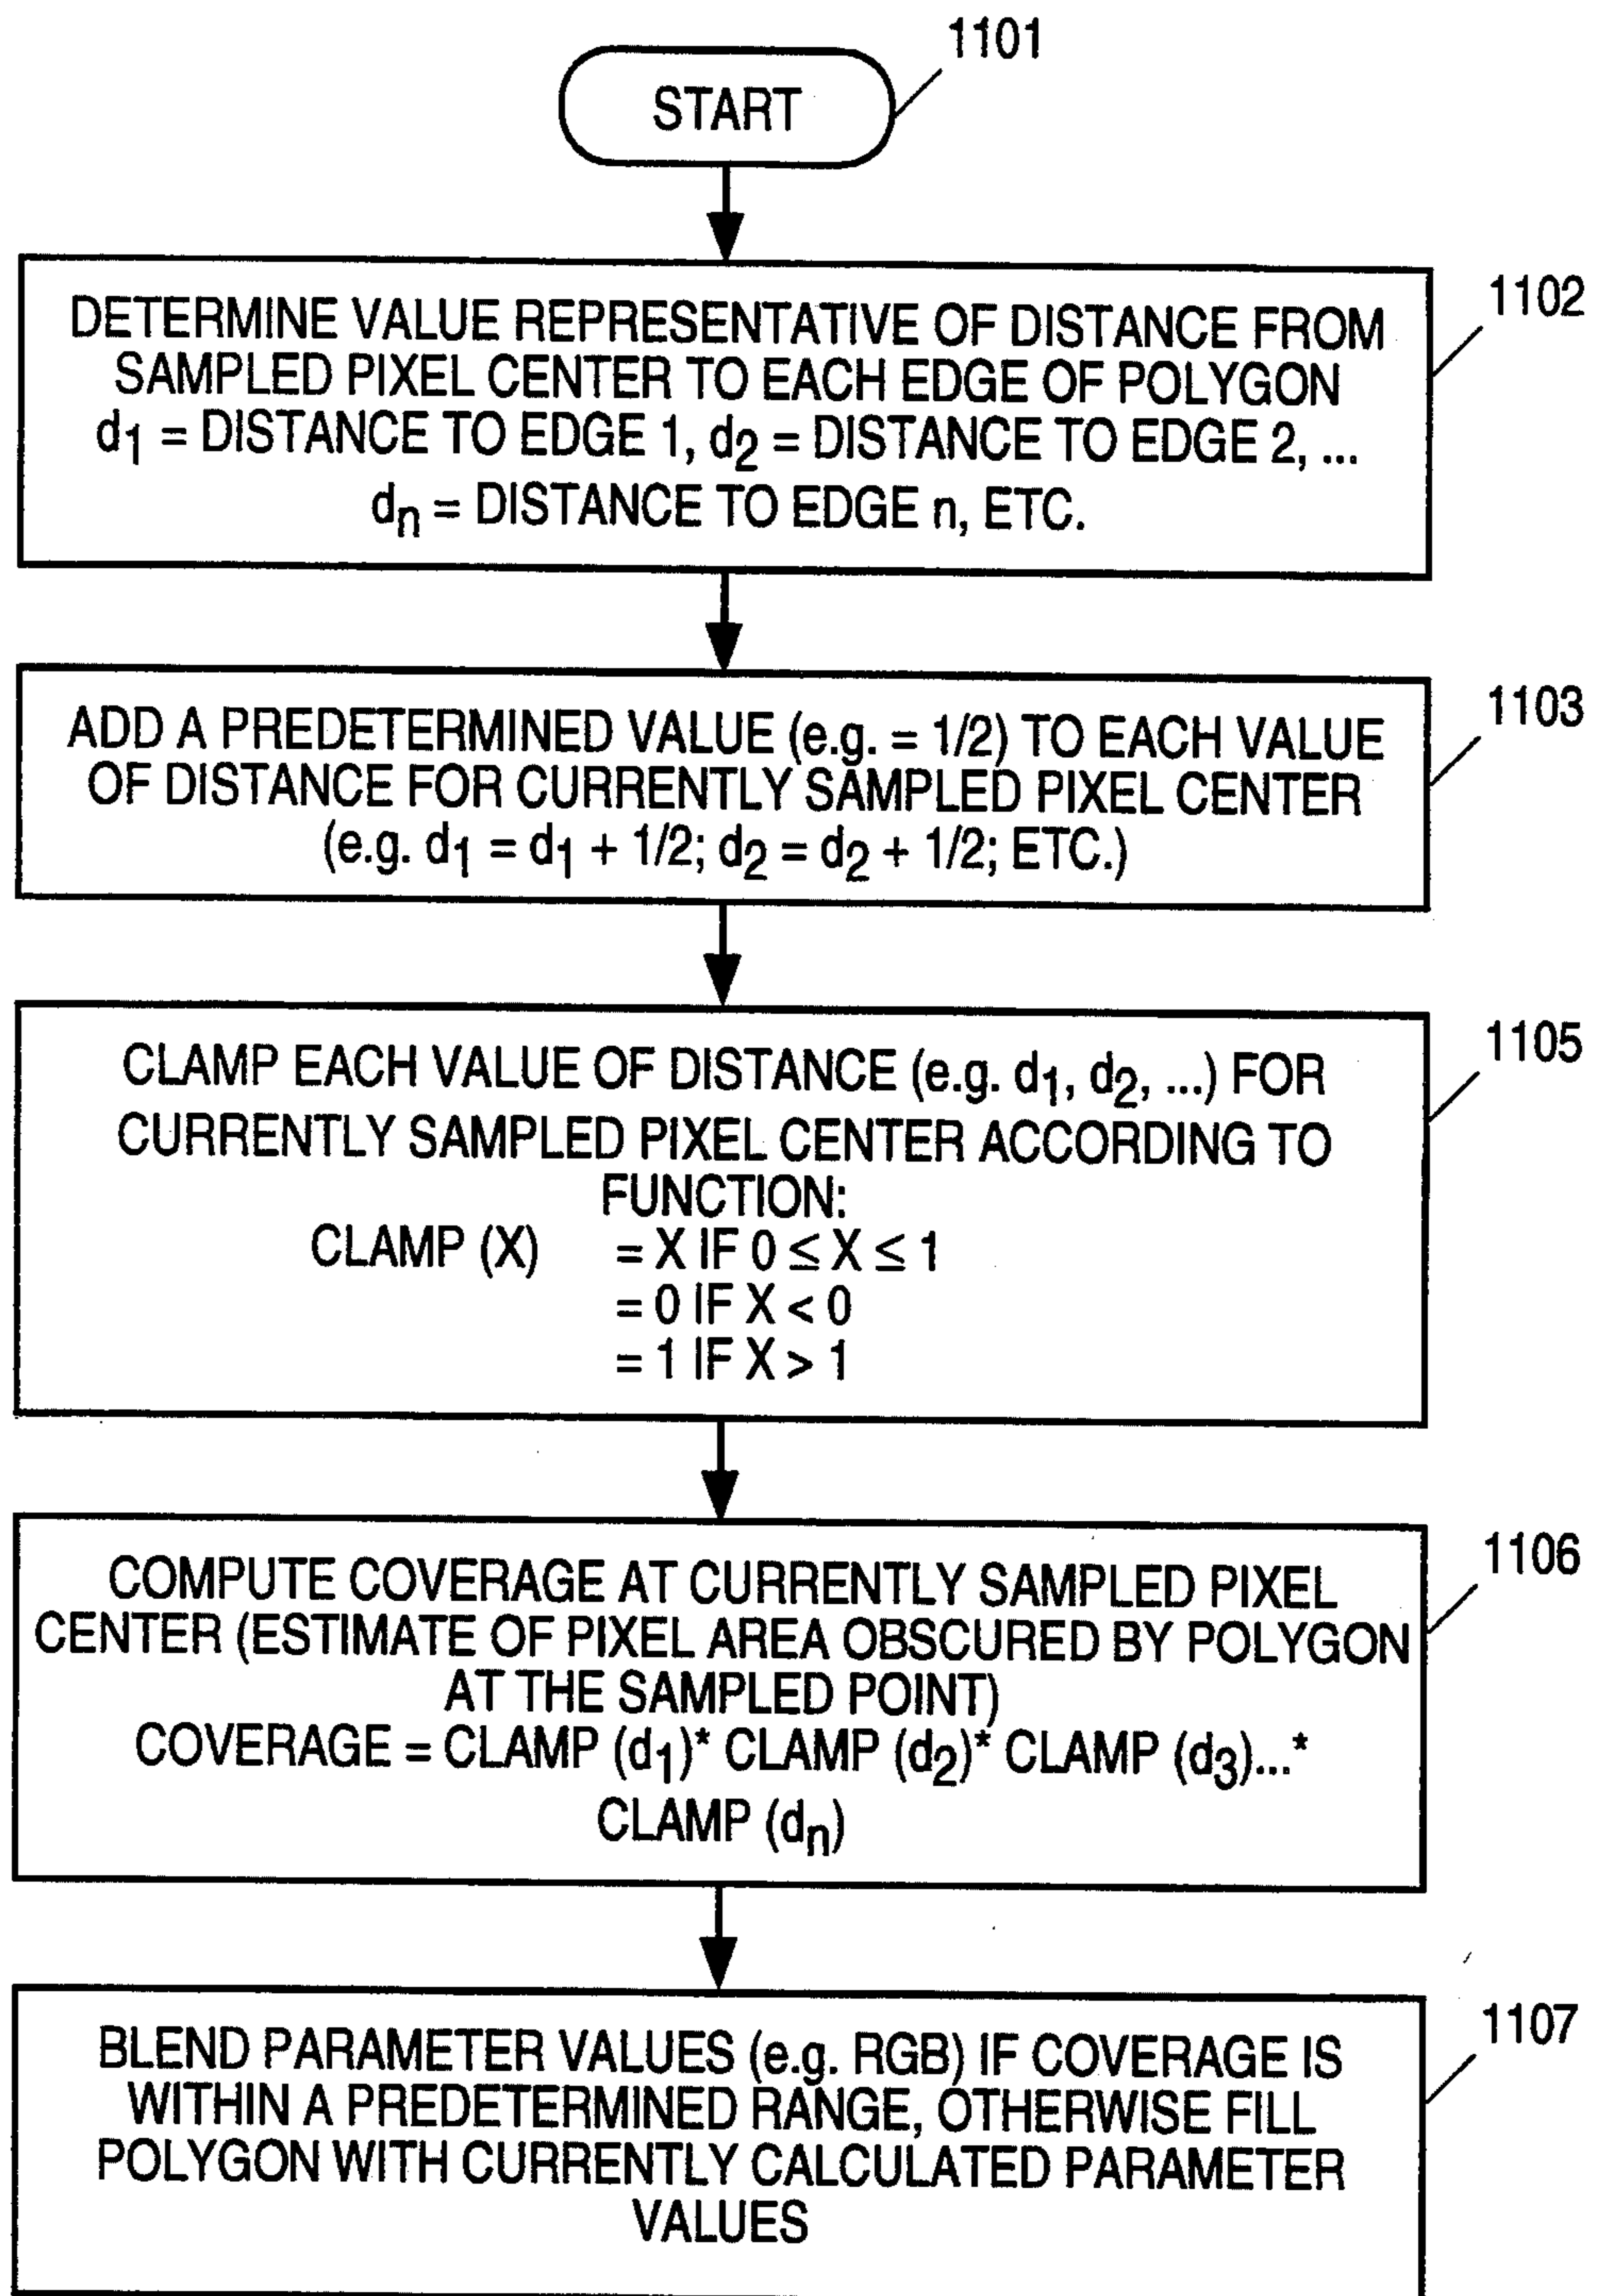 1101
START
1102
DETERMINE VALUE REPRESENTATIVE OF DISTANCE FROM
SAMPLED PIXEL CENTER TO EACH EDGE OF POLYGON
d1 = DISTANCE TO EDGE 1, d2 = DISTANCE TO EDGE 2, ...
dn = DISTANCE TO EDGE n, ETC.
1103
ADD A PREDETERMINED VALUE (e.g. = 1/2) TO EACH VALUE
OF DISTANCE FOR CURRENTLY SAMPLED PIXEL CENTER
(e.g. d1 = d1 + 1/2; d2 = d2 + 1/2; ETC.)
1105
CLAMP EACH VALUE OF DISTANCE (e.g. d1, d2, ...) FOR
CURRENTLY SAMPLED PIXEL CENTER ACCORDING TO
FUNCTION:
CLAMP (X) = X IF 0 ≤ X ≤ 1
= 0 IF X < 0
= 1 IF X > 1
1106
COMPUTE COVERAGE AT CURRENTLY SAMPLED PIXEL
CENTER (ESTIMATE OF PIXEL AREA OBSCURED BY POLYGON
AT THE SAMPLED POINT)
COVERAGE = CLAMP (d1)* CLAMP (d2)* CLAMP (d3)...*
CLAMP (dn)
1107
BLEND PARAMETER VALUES (e.g. RGB) IF COVERAGE IS
WITHIN A PREDETERMINED RANGE, OTHERWISE FILL
POLYGON WITH CURRENTLY CALCULATED PARAMETER
VALUES